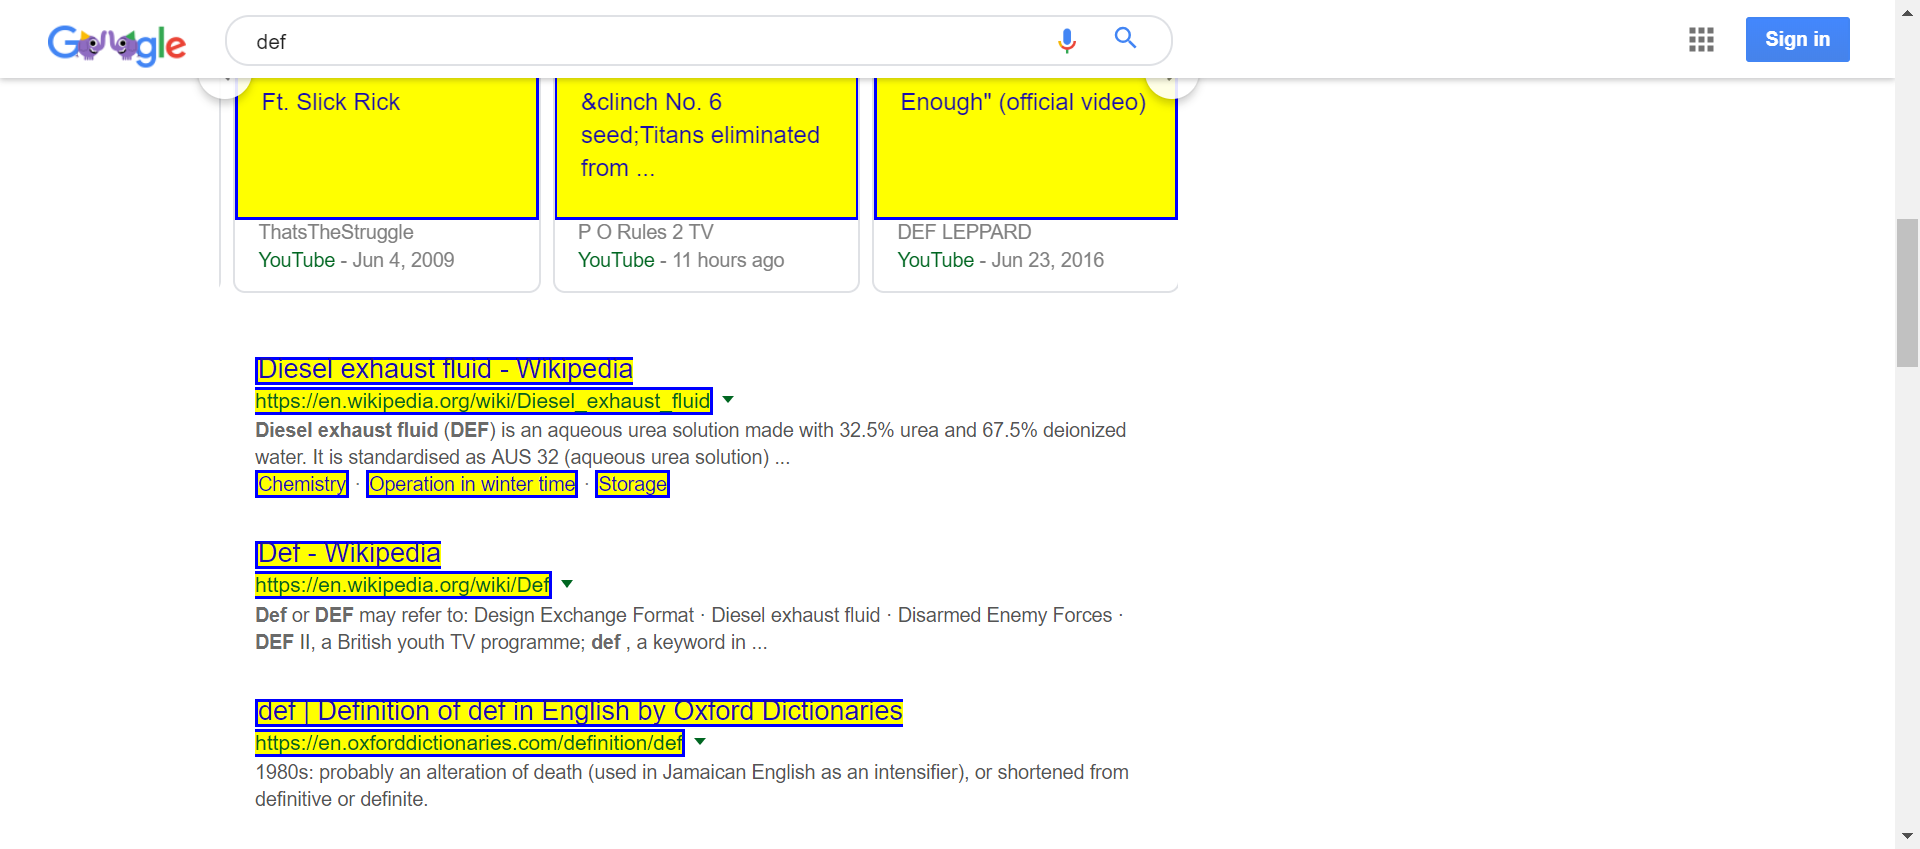 Google
def
Sign in
Ft. Slick Rick
&clinch No. 6
seed;Titans eliminated
from ...
Enough" (official video)
ThatsTheStruggle
YouTube - Jun 4, 2009
P O Rules 2 TV
YouTube - 11 hours ago
DEF LEPPARD
YouTube - Jun 23, 2016
Diesel exhaust fluid - Wikipedia
https://en.wikipedia.org/wiki/Diesel_exhaust_fluid
Diesel exhaust fluid (DEF) is an aqueous urea solution made with 32.5% urea and 67.5% deionized
water. It is standardised as AUS 32 (aqueous urea solution) ...
Chemistry · Operation in winter time · Storage
Def - Wikipedia
https://en.wikipedia.org/wiki/Def
Def or DEF may refer to: Design Exchange Format · Diesel exhaust fluid · Disarmed Enemy Forces ·
DEF II, a British youth TV programme; def , a keyword in ...
def | Definition of def in English by Oxford Dictionaries
https://en.oxforddictionaries.com/definition/def
1980s: probably an alteration of death (used in Jamaican English as an intensifier), or shortened from
definitive or definite.